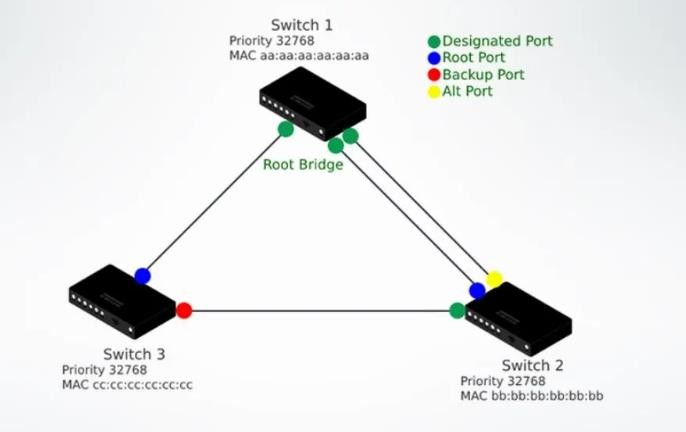 Switch 1
Priority 32768
MAC aa:aa:aa:aa:aa:aa
Designated Port
Root Port
Backup Port
Alt Port
Root Bridge
Switch 3
Priority 32768
MAC cc:cc:cc:cc:cc:cc
Switch 2
Priority 32768
MAC bb:bb:bb:bb:bb:bb